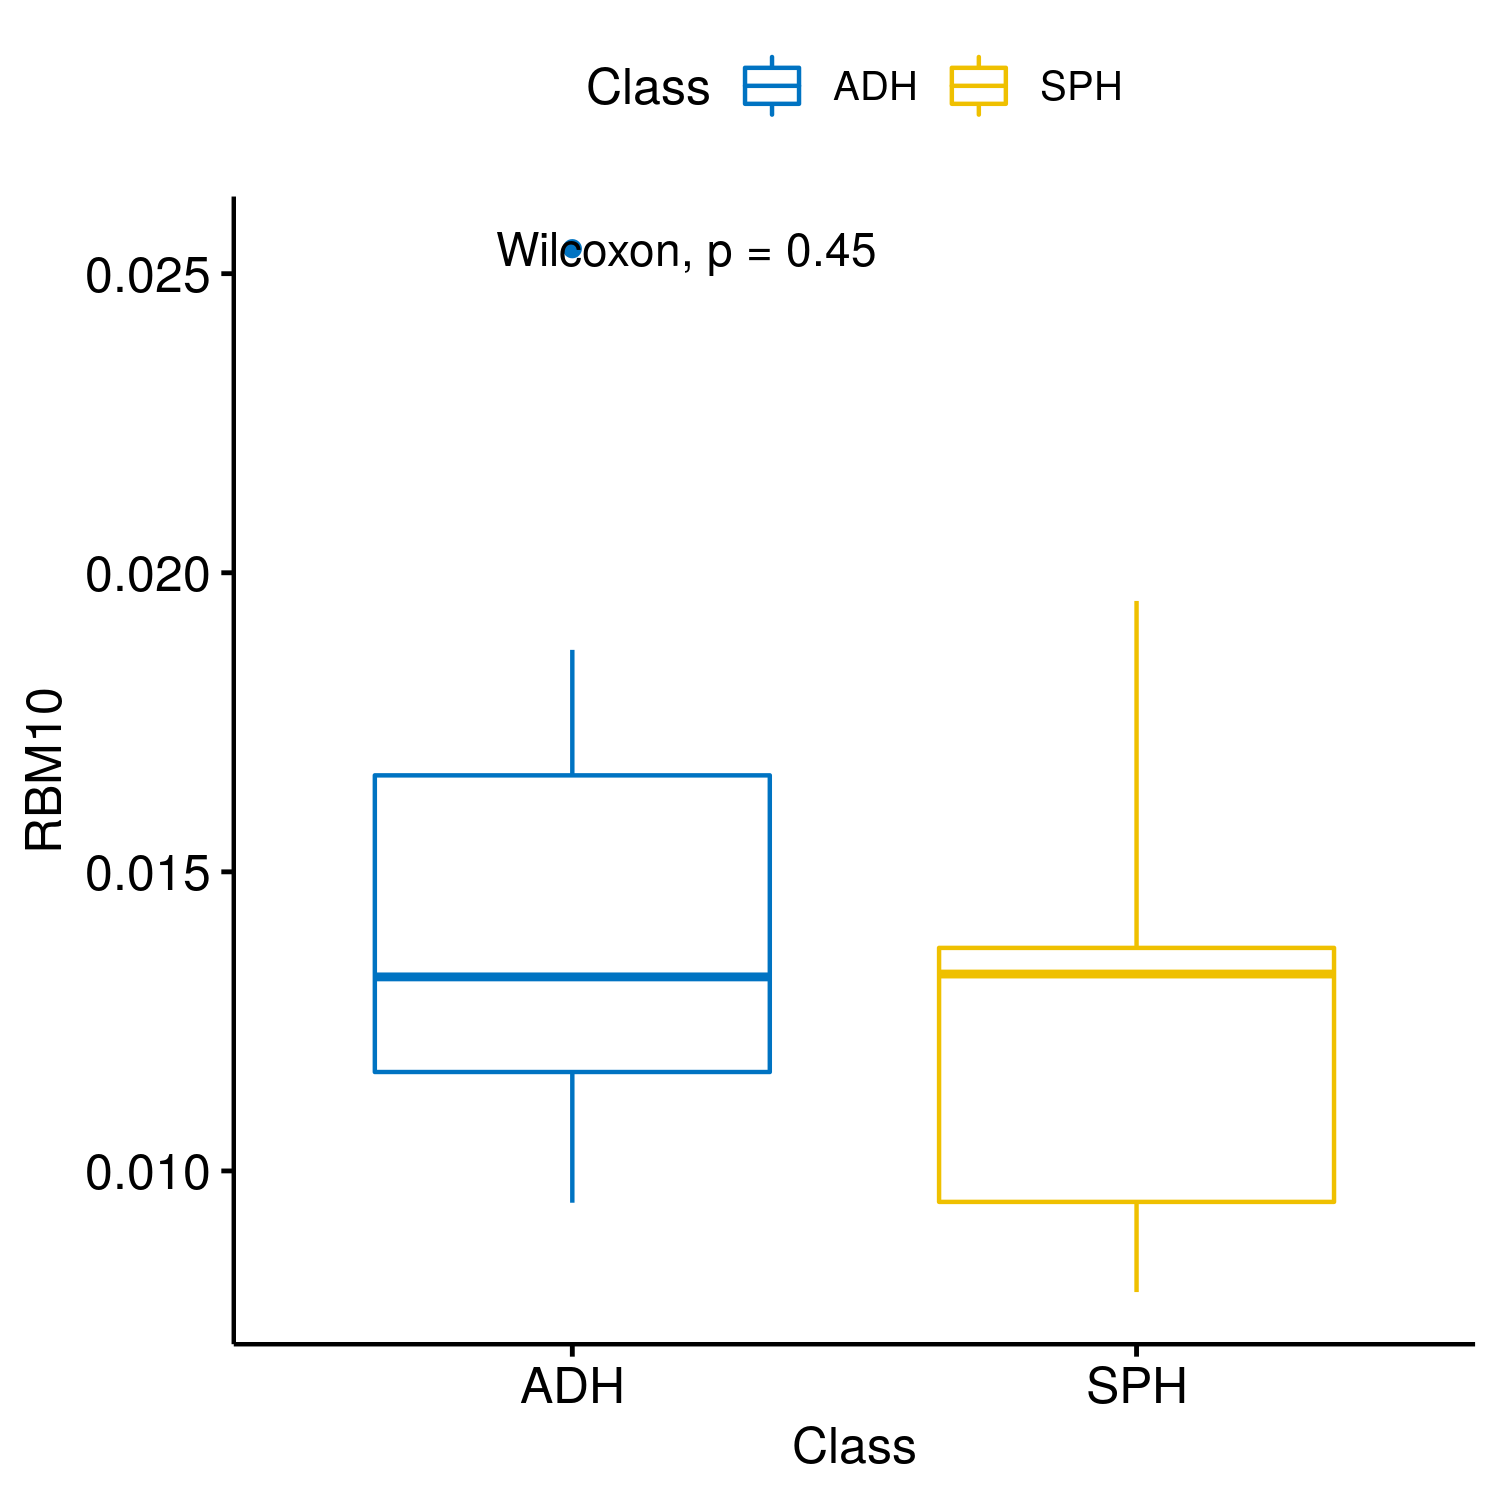 Class ADH SPH
Wilcoxon, p = 0.45
0.025
0.020
0.015
0.010
RBM10
ADH SPH
Class